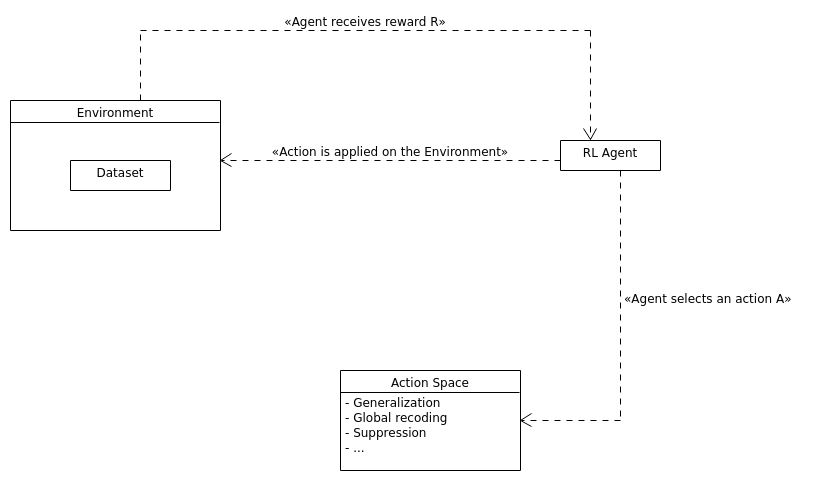 «Agent receives reward R»
Environment
Dataset
«Action is applied on the Environment»
RL Agent
«Agent selects an action A»
Action Space
- Generalization
- Global recoding
- Suppression
- ...